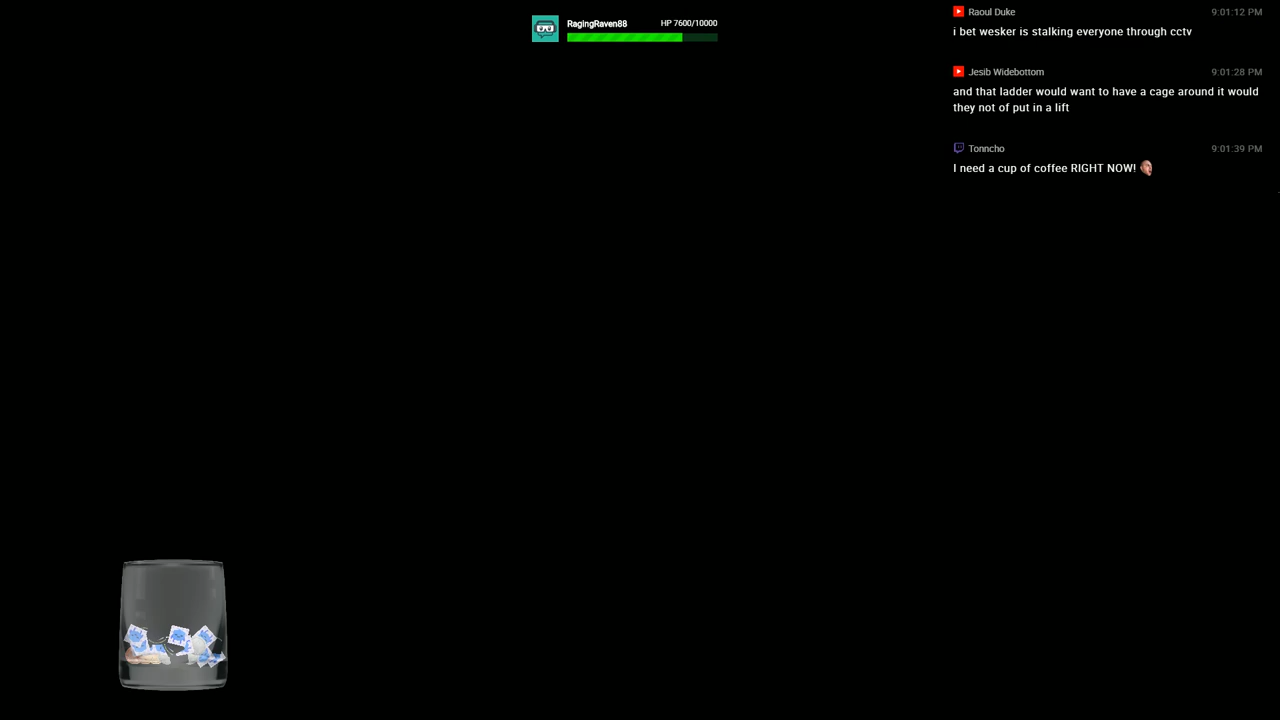 RagingRaven88 HP 7600/10000
Raoul Duke 9:01:12 PM
i bet wesker is stalking everyone through cctv
Jesib Widebottom 9:01:28 PM
and that ladder would want to have a cage around it would
they not of put in a lift
Tonncho 9:01:39 PM
I need a cup of coffee RIGHT NOW!